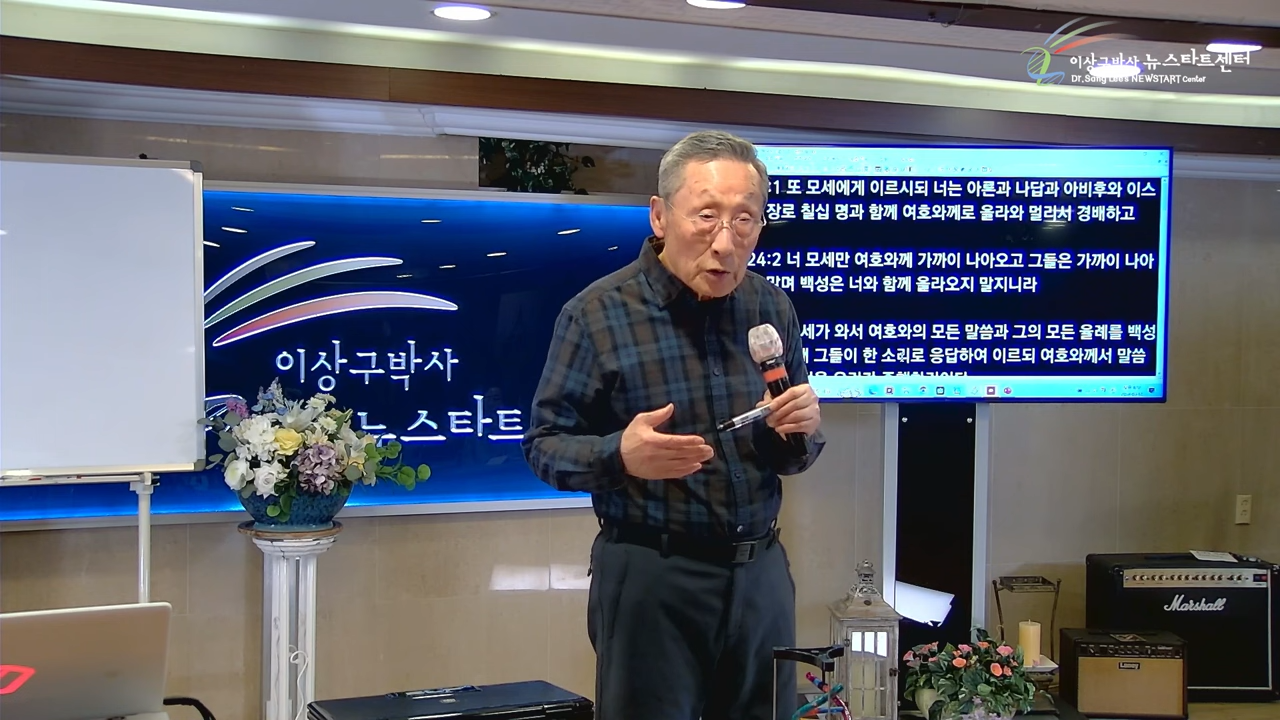 이상구박사 뉴스타트센터
Dr. Sang Lee's NEWSTART Center
:1 또 모세에게 이르시되 너는 아론과 나답과 아비후와 이스
장로 칠십 명과 함께 여호와께로 올라와 멀리서 경배하고
24:2 너 모세만 여호와께 가까이 나아오고 그들은 가까이 나아
말며 백성은 너와 함께 올라오지 말지니라
세가 와서 여호와의 모든 말씀과 그의 모든 율례를 백성
그들이 한 소리로 응답하여 이르되 여호와께서 말씀
이상구박사
뉴스타트
Marshall
Laney